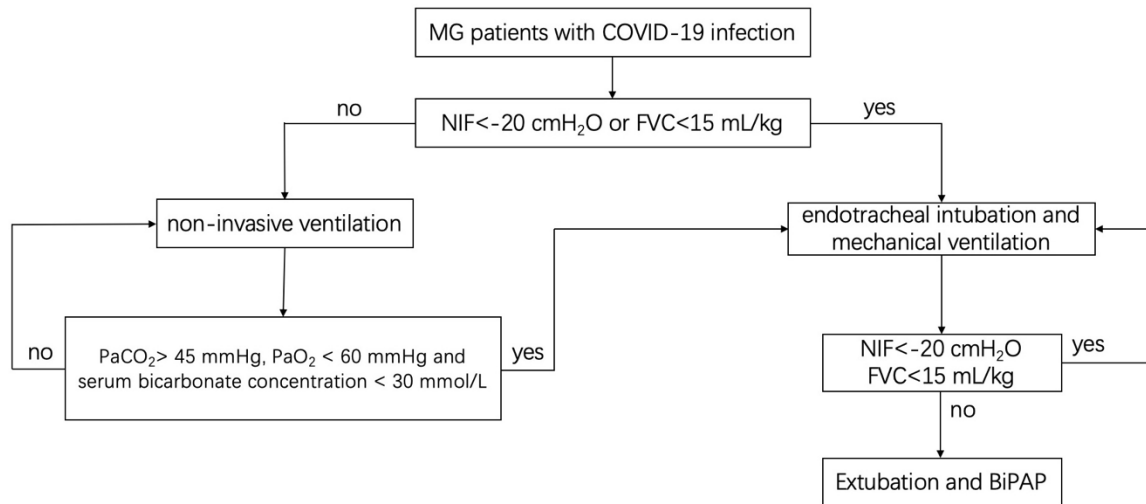 MG patients with COVID-19 infection
no
NIF<-20 cmH₂O or FVC<15 mL/kg
yes
non-invasive ventilation
endotracheal intubation and
mechanical ventilation
no
PaCO₂> 45 mmHg, PaO₂ < 60 mmHg and
serum bicarbonate concentration < 30 mmol/L
yes
NIF<-20 cmH₂O
FVC<15 mL/kg
yes
no
Extubation and BiPAP